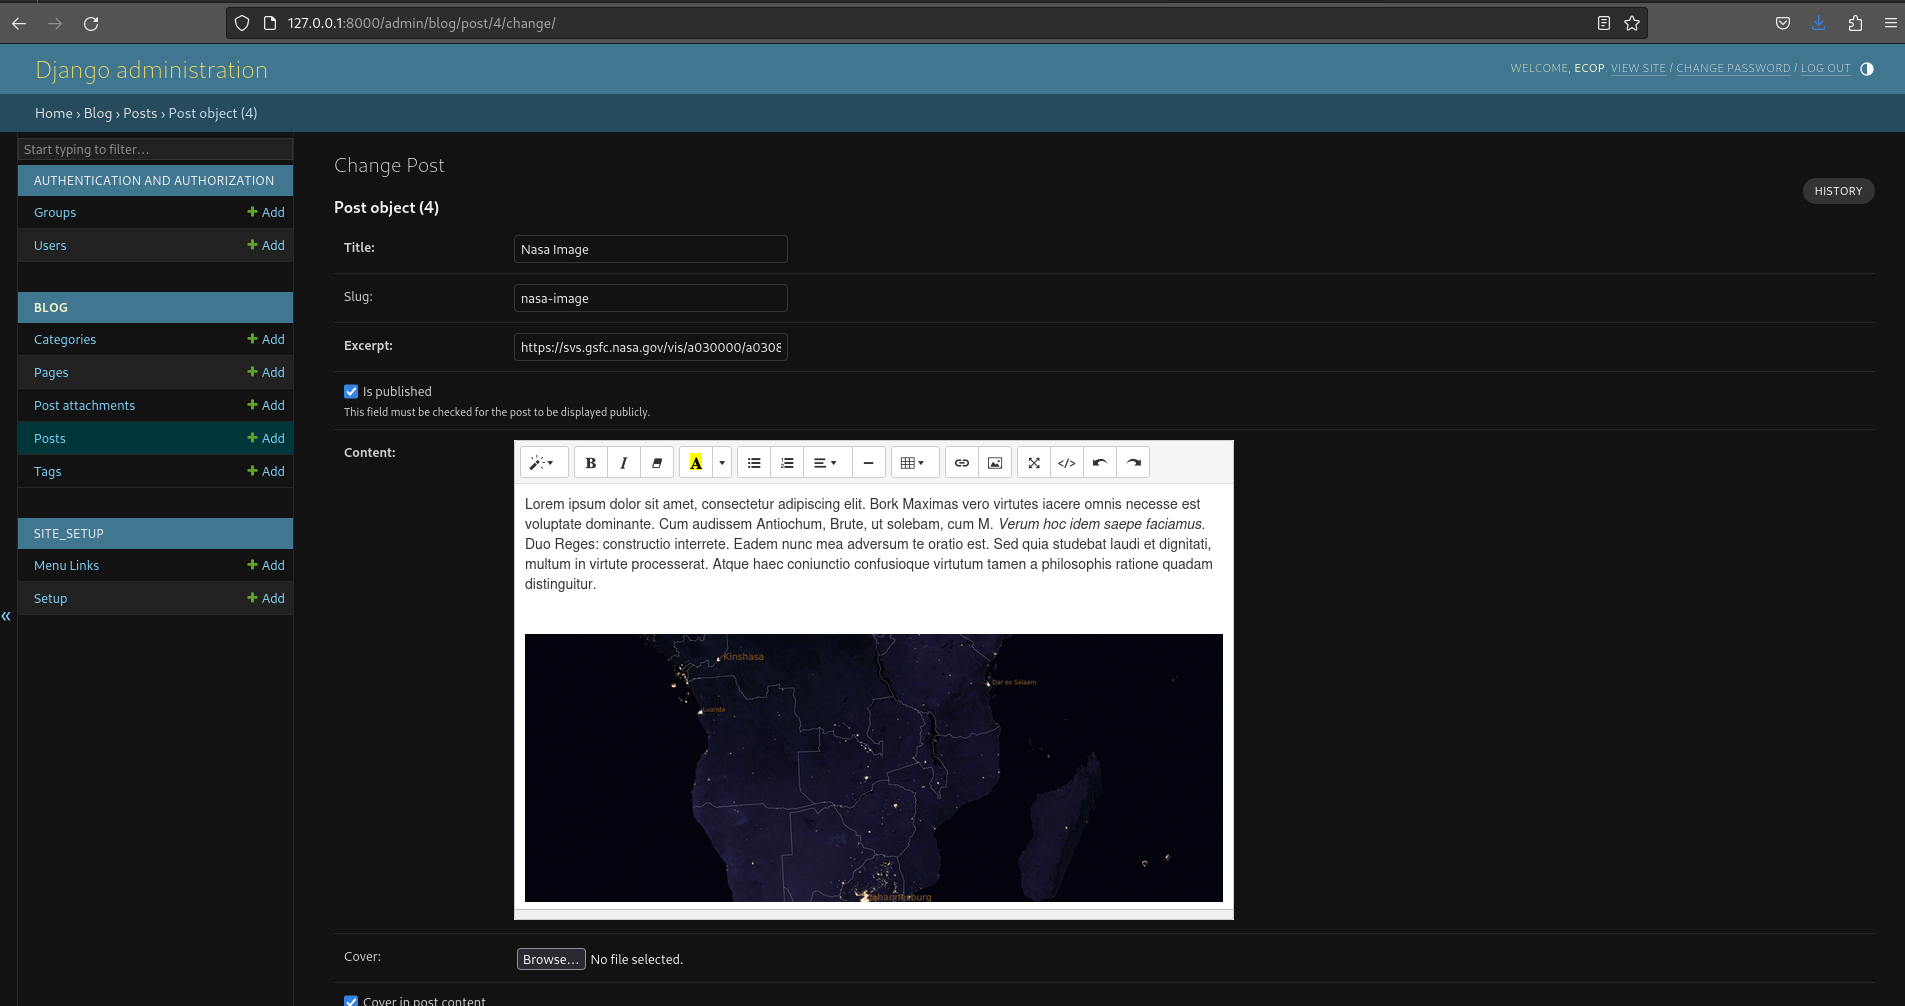 127.0.0.1:8000/admin/blog/post/4/change/
Django administration
WELCOME, ECOP. VIEW SITE / CHANGE PASSWORD / LOG OUT
Home › Blog › Posts › Post object (4)
Start typing to filter...
AUTHENTICATION AND AUTHORIZATION
Groups + Add
Users + Add
BLOG
Categories + Add
Pages + Add
Post attachments + Add
Posts + Add
Tags + Add
SITE_SETUP
Menu Links + Add
Setup + Add
«
Change Post
HISTORY
Post object (4)
Title: Nasa Image
Slug: nasa-image
Excerpt: https://svs.gsfc.nasa.gov/vis/a030000/a0308
Is published
This field must be checked for the post to be displayed publicly.
Content:
B I A </>
Lorem ipsum dolor sit amet, consectetur adipiscing elit. Bork Maximas vero virtutes iacere omnis necesse est
voluptate dominante. Cum audissem Antiochum, Brute, ut solebam, cum M. Verum hoc idem saepe faciamus.
Duo Reges: constructio interrete. Eadem nunc mea adversum te oratio est. Sed quia studebat laudi et dignitati,
multum in virtute processerat. Atque haec coniunctio confusioque virtutum tamen a philosophis ratione quadam
distinguitur.
Kinshasa
Dar es Salaam
Luanda
Johannesburg
Cover: Browse... No file selected.
Cover in post content